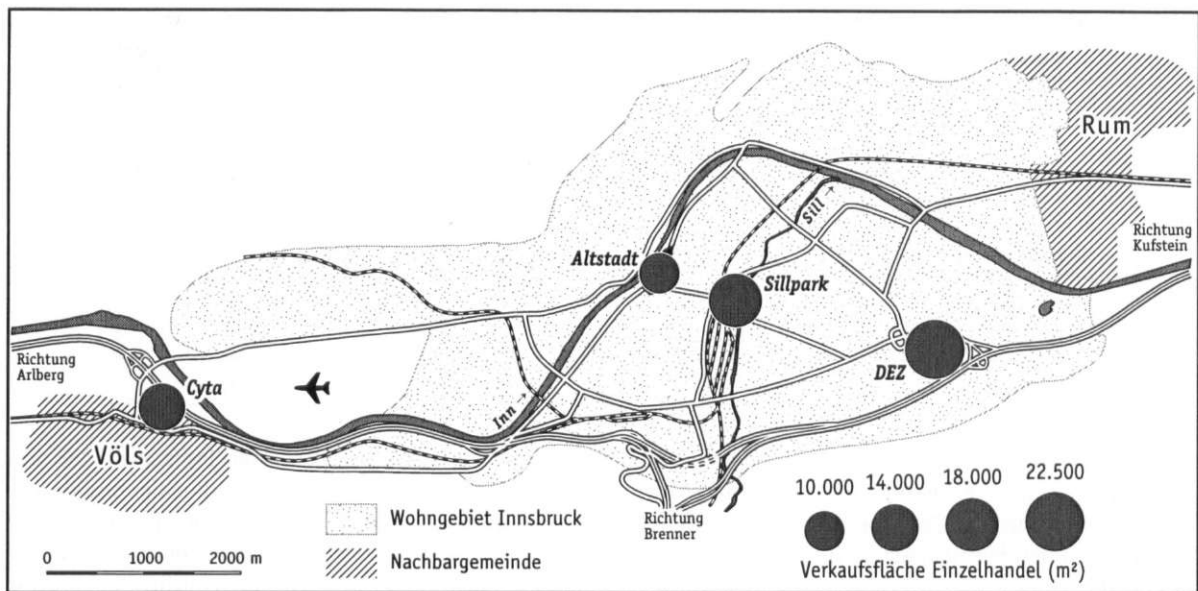 Rum
Sill →
Richtung
Kufstein
Altstadt
Sillpark
Richtung
Arlberg
Cyta
DEZ
Inn →
Völs
10.000 14.000 18.000 22.500
Wohngebiet Innsbruck
Richtung
Brenner
0 1000 2000 m
Nachbargemeinde
Verkaufsfläche Einzelhandel (m²)